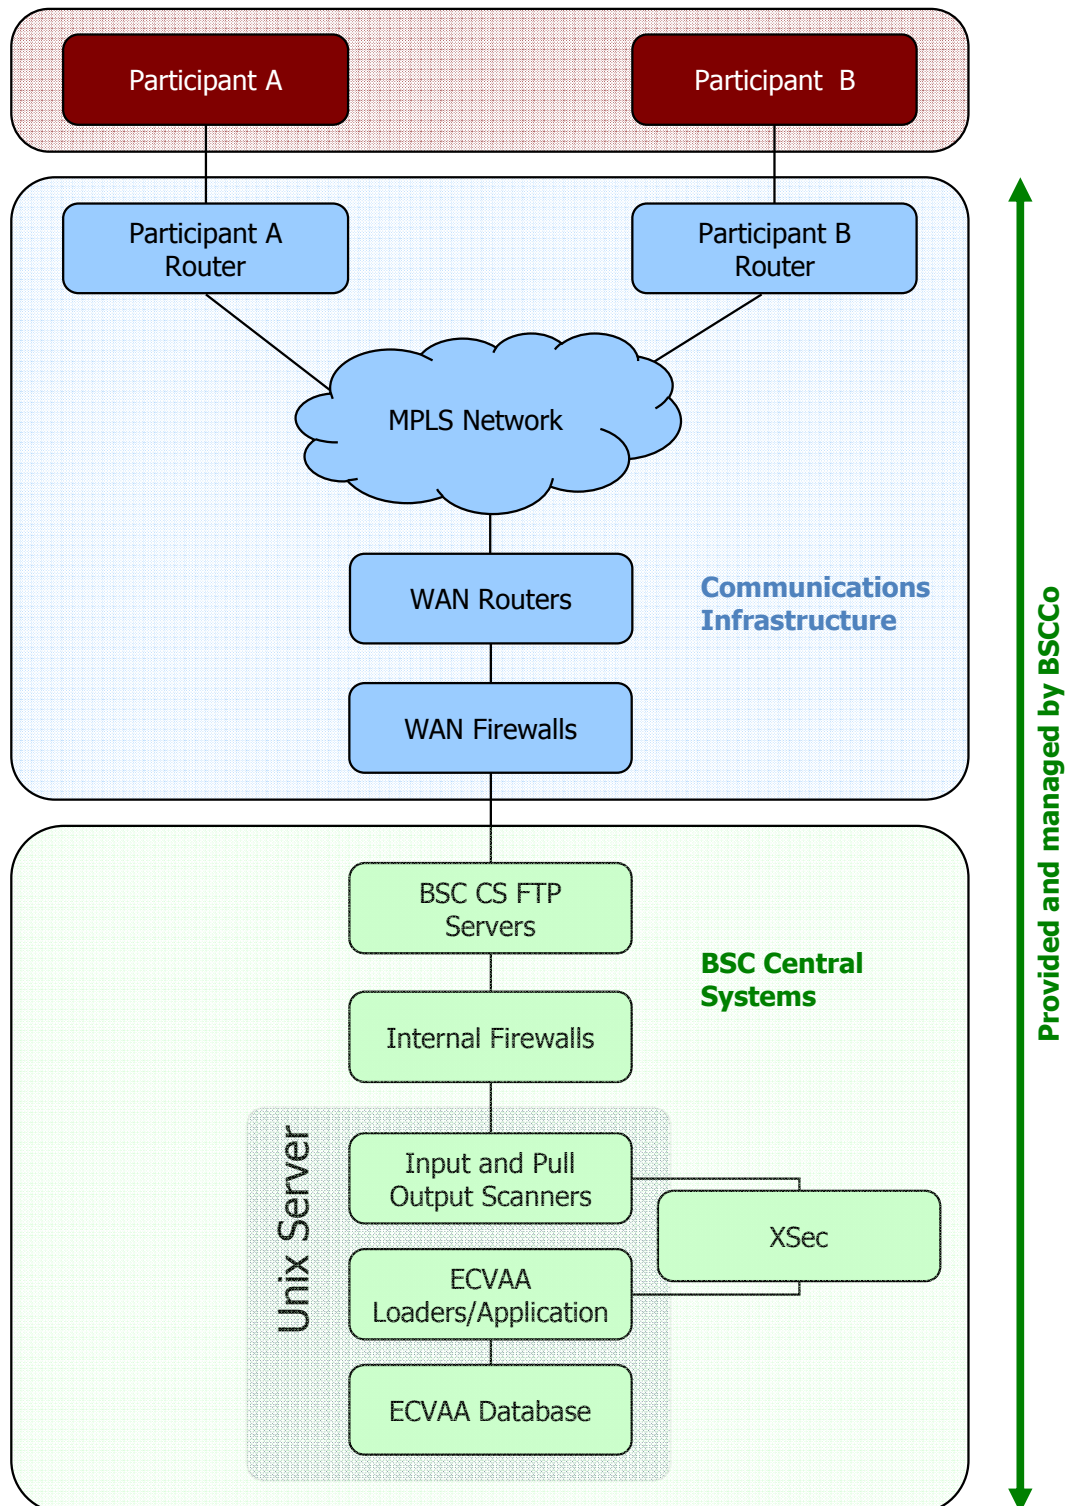 Participant A
Participant B
Participant A
Router
Participant B
Router
MPLS Network
WAN Routers
Communications
Infrastructure
WAN Firewalls
Provided and managed by BSCCo
BSC CS FTP
Servers
BSC Central
Systems
Internal Firewalls
Unix Server
Input and Pull
Output Scanners
XSec
ECVAA
Loaders/Application
ECVAA Database